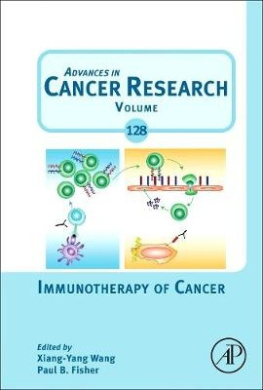 ADVANCES IN
CANCER RESEARCH
VOLUME
128
IMMUNOTHERAPY OF CANCER
Edited by
Xiang-Yang Wang
Paul B. Fisher
AP